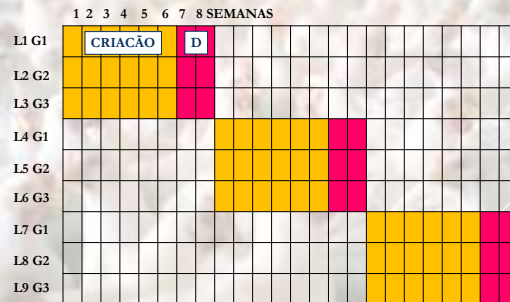 1 2 3 4 5 6 7 8 SEMANAS
L1 G1 CRIAÇÃO D
L2 G2
L3 G3
L4 G1
L5 G2
L6 G3
L7 G1
L8 G2
L9 G3